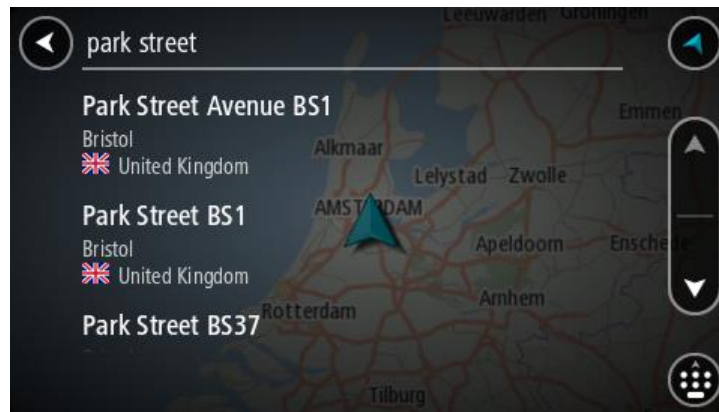 Leeuwarden Groningen
park street
Park Street Avenue BS1
Bristol
United Kingdom
Park Street BS1
Bristol
United Kingdom
Park Street BS37
Emmen
Alkmaar
Lelystad Zwolle
AMSTERDAM
Apeldoorn Enschede
Arnhem
Rotterdam
Tilburg